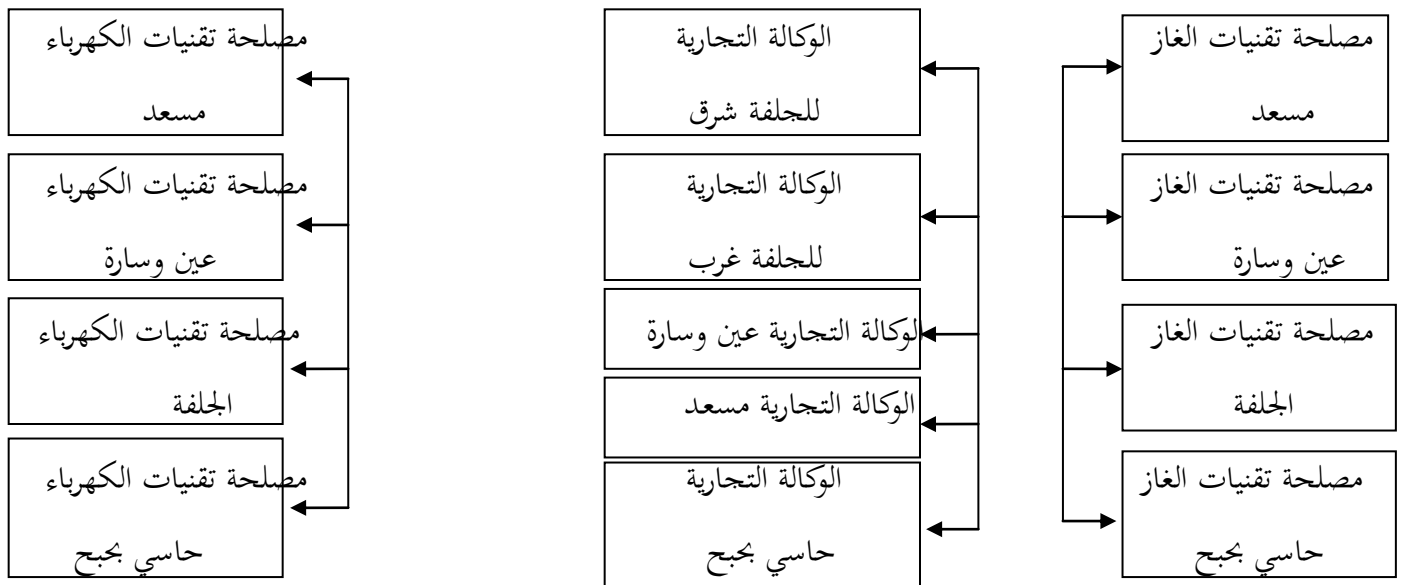 مصلحة تقنيات الغاز
مسعد
مصلحة تقنيات الغاز
عين وسارة
مصلحة تقنيات الغاز
الجلفة
مصلحة تقنيات الغاز
حاسي بحبح
الوكالة التجارية
للجلفة شرق
الوكالة التجارية
للجلفة غرب
الوكالة التجارية عين وسارة
الوكالة التجارية مسعد
الوكالة التجارية
حاسي بحبح
مصلحة تقنيات الكهرباء
مسعد
مصلحة تقنيات الكهرباء
عين وسارة
مصلحة تقنيات الكهرباء
الجلفة
مصلحة تقنيات الكهرباء
حاسي بحبح